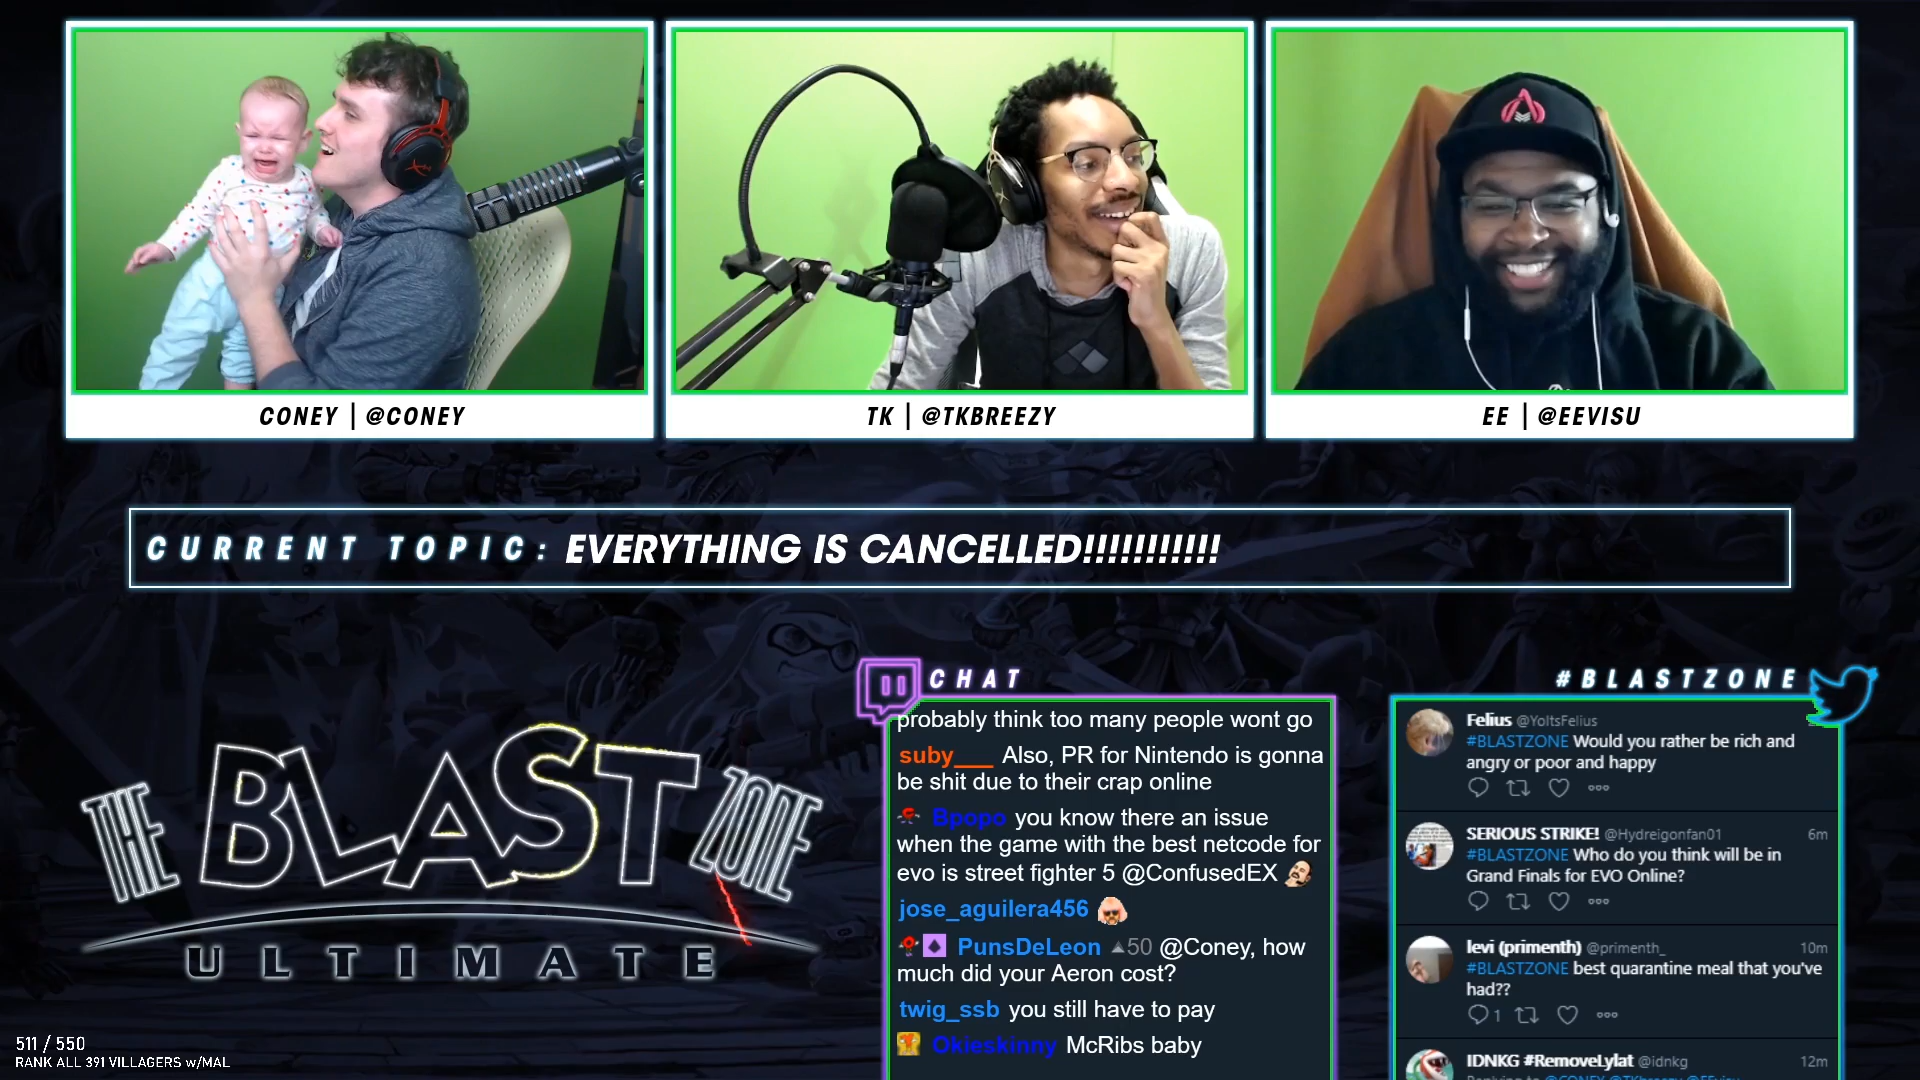 CONEY | @CONEY
TK | @TKBREEZY
EE | @EEVISU
CURRENT TOPIC: EVERYTHING IS CANCELLED!!!!!!!!!!!
THE BLAST ZONE
ULTIMATE
511 / 550
RANK ALL 391 VILLAGERS w/MAL
CHAT
probably think too many people wont go
suby___ Also, PR for Nintendo is gonna
be shit due to their crap online
Bpopo you know there an issue
when the game with the best netcode for
evo is street fighter 5 @ConfusedEX
jose_aguilera456
PunsDeLeon 50 @Coney, how
much did your Aeron cost?
twig_ssb you still have to pay
Okieskinny McRibs baby
#BLASTZONE
Felius @YoItsFelius
#BLASTZONE Would you rather be rich and
angry or poor and happy
SERIOUS STRIKE! @Hydreigonfan01 6m
#BLASTZONE Who do you think will be in
Grand Finals for EVO Online?
levi (primenth) @primenth_ 10m
#BLASTZONE best quarantine meal that you've
had??
1
IDNKG #RemoveLylat @idnkg 12m